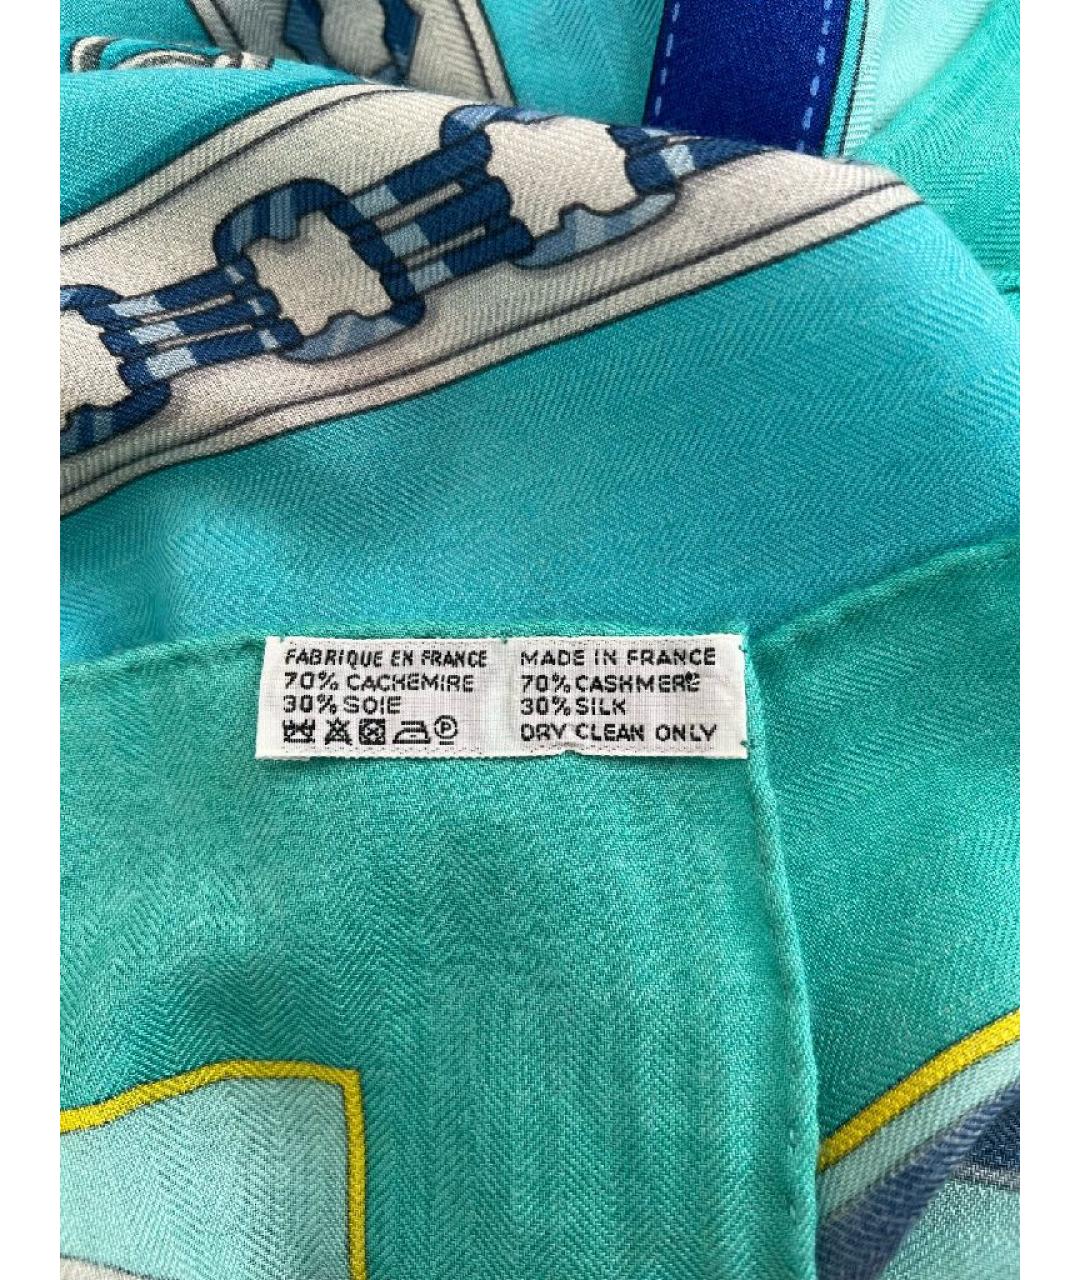 FABRIQUE EN FRANCE
70% CACHEMIRE
30% SOIE
P
MADE IN FRANCE
70% CASHMERE
30% SILK
DRY CLEAN ONLY